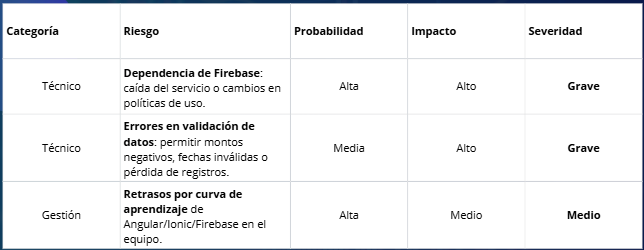 Categoría Riesgo Probabilidad Impacto Severidad
Dependencia de Firebase:
Técnico caída del servicio o cambios en Alta Alto Grave
políticas de uso.
Errores en validación de
datos: permitir montos
Técnico negativos, fechas inválidas o Media Alto Grave
pérdida de registros.
Retrasos por curva de
aprendizaje de
Gestión Angular/Ionic/Firebase en el Alta Medio Medio
equipo.